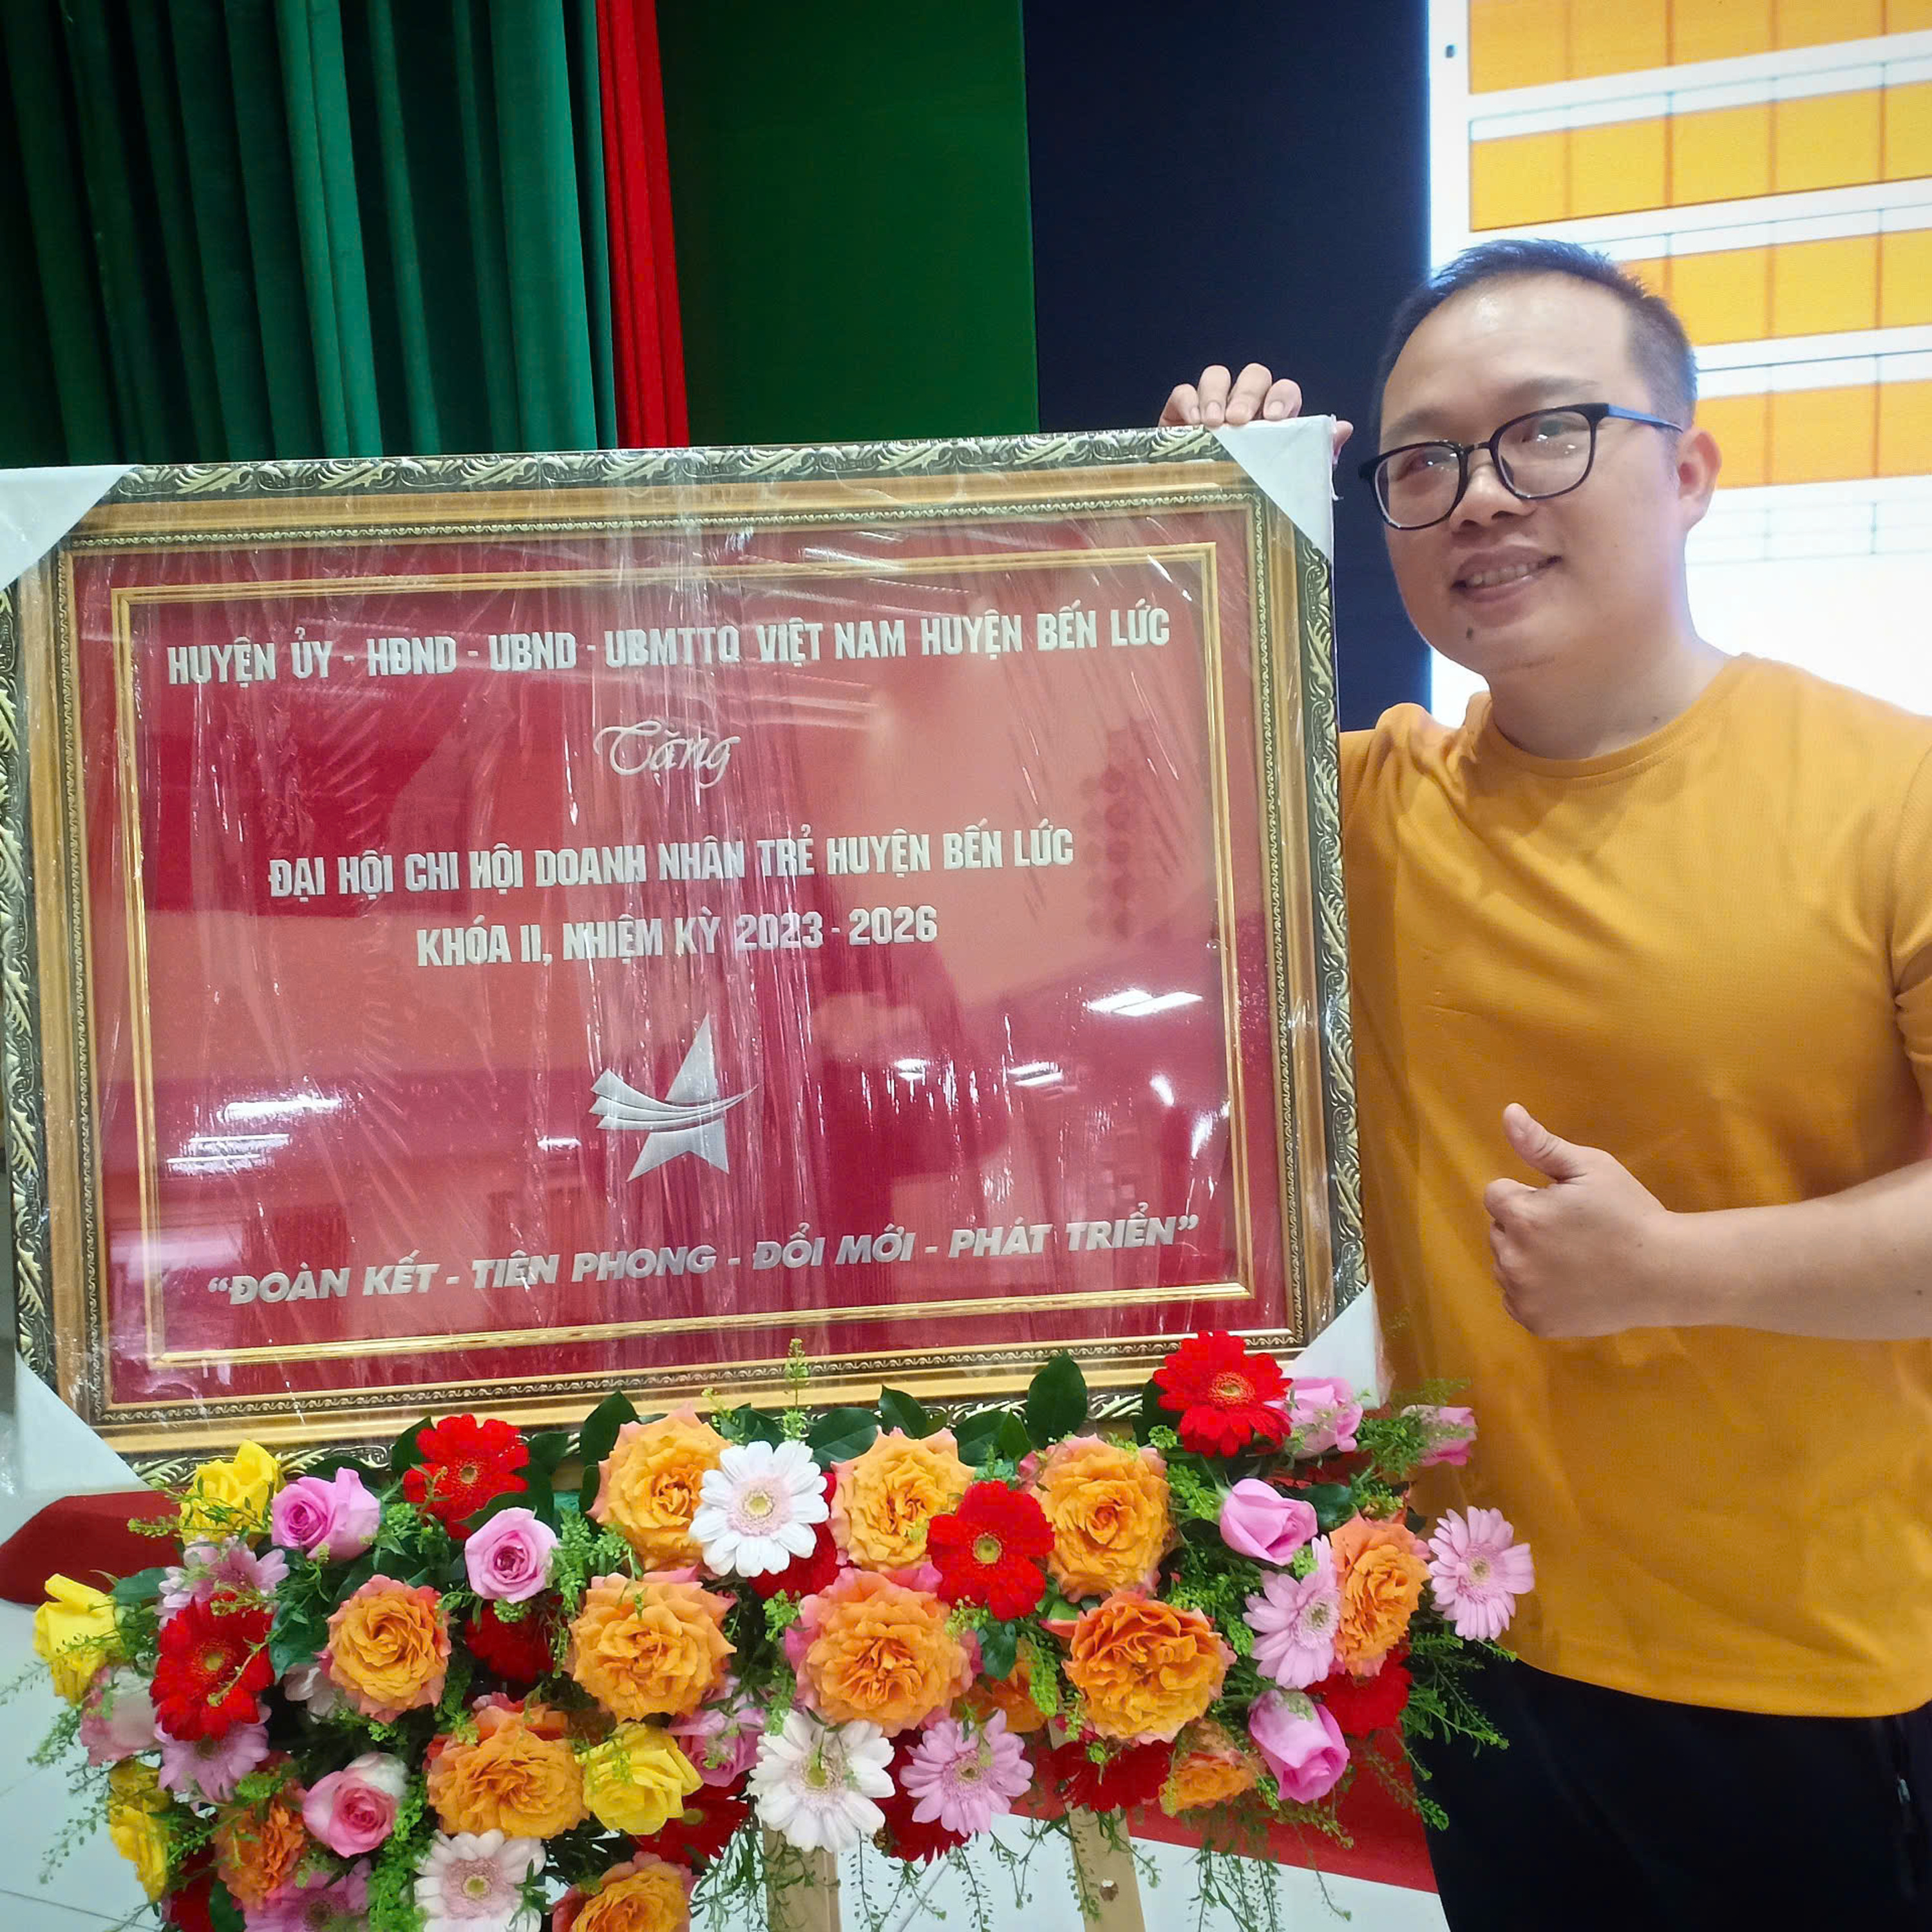 HUYỆN ỦY - HĐND - UBND - UBMTTQ VIỆT NAM HUYỆN BẾN LỨC
Tặng
ĐẠI HỘI CHI HỘI DOANH NHÂN TRẺ HUYỆN BẾN LỨC
KHÓA II, NHIỆM KỲ 2023 - 2026
“ĐOÀN KẾT - TIÊN PHONG - ĐỔI MỚI - PHÁT TRIỂN”